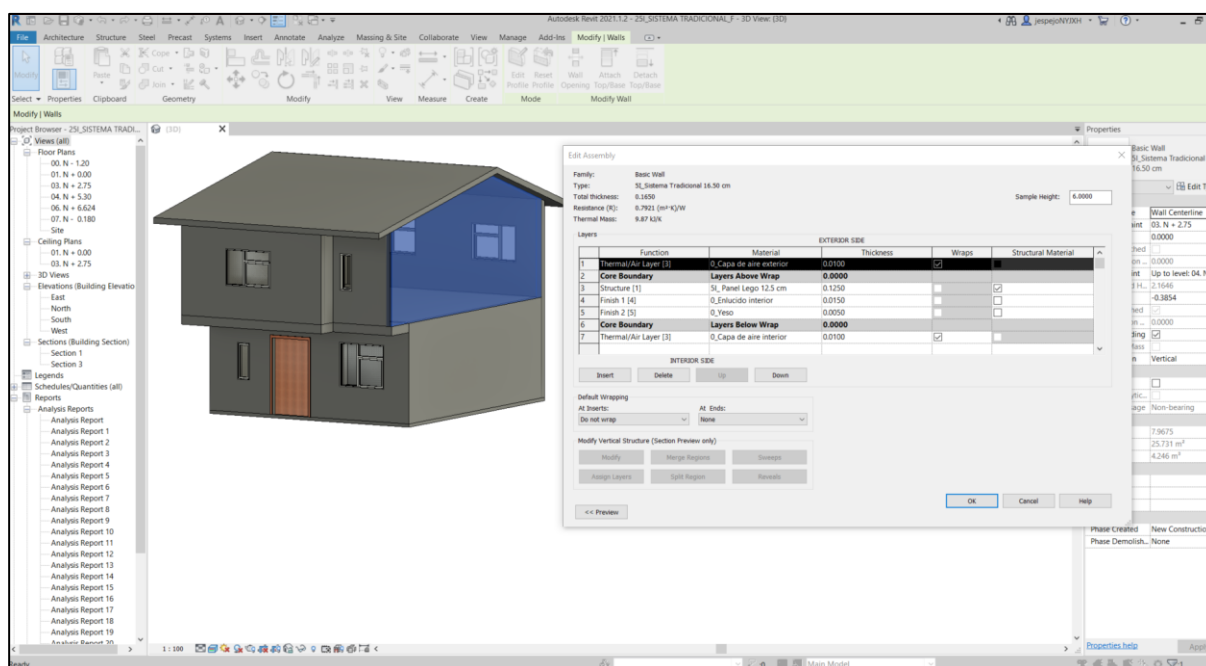 Autodesk Revit 2021.1.2 - 25I_SISTEMA TRADICIONAL_F - 3D View: {3D}
jespejoNYJXH
File Architecture Structure Steel Precast Systems Insert Annotate Analyze Massing & Site Collaborate View Manage Add-Ins Modify | Walls
Modify
Paste
Cope
Cut
Join
Edit Profile
Reset Profile
Wall Opening
Attach Top/Base
Detach Top/Base
Select Properties Clipboard Geometry Modify View Measure Create Mode Modify Wall
Modify | Walls
Project Browser - 25I_SISTEMA TRADI...
{3D}
Views (all)
Floor Plans
00. N - 1.20
01. N + 0.00
03. N + 2.75
04. N + 5.30
06. N + 6.624
07. N - 0.180
Site
Ceiling Plans
01. N + 0.00
03. N + 2.75
3D Views
Elevations (Building Elevatio
East
North
South
West
Sections (Building Section)
Section 1
Section 3
Legends
Schedules/Quantities (all)
Reports
Analysis Reports
Analysis Report
Analysis Report 1
Analysis Report 2
Analysis Report 3
Analysis Report 4
Analysis Report 5
Analysis Report 6
Analysis Report 7
Analysis Report 8
Analysis Report 9
Analysis Report 10
Analysis Report 11
Analysis Report 12
Analysis Report 13
Analysis Report 14
Analysis Report 15
Analysis Report 16
Analysis Report 17
Analysis Report 18
Analysis Report 19
Analysis Report 20
Edit Assembly
Family: Basic Wall
Type: 5I_Sistema Tradicional 16.50 cm
Total thickness: 0.1650
Sample Height: 6.0000
Resistance (R): 0.7921 (m²·K)/W
Thermal Mass: 9.87 kJ/K
Layers
EXTERIOR SIDE
Function Material Thickness Wraps Structural Material
1 Thermal/Air Layer [3] 0_Capa de aire exterior 0.0100
2 Core Boundary Layers Above Wrap 0.0000
3 Structure [1] 5I_ Panel Lego 12.5 cm 0.1250
4 Finish 1 [4] 0_Enlucido interior 0.0150
5 Finish 2 [5] 0_Yeso 0.0050
6 Core Boundary Layers Below Wrap 0.0000
7 Thermal/Air Layer [3] 0_Capa de aire interior 0.0100
INTERIOR SIDE
Insert Delete Up Down
Default Wrapping
At Inserts: At Ends:
Do not wrap None
Modify Vertical Structure (Section Preview only)
Modify Merge Regions Sweeps
Assign Layers Split Region Reveals
OK Cancel Help
<< Preview
Properties
Basic Wall
5I_Sistema Tradicional
16.50 cm
Edit T
Wall Centerline
03. N + 2.75
0.0000
0.0000
Up to level: 04. N
2.1646
-0.3854
0.0000
Vertical
Non-bearing
7.9675
25.731 m²
4.246 m³
Phase Created New Constructio
Phase Demolish... None
Properties help
1 : 100
Ready
Main Model